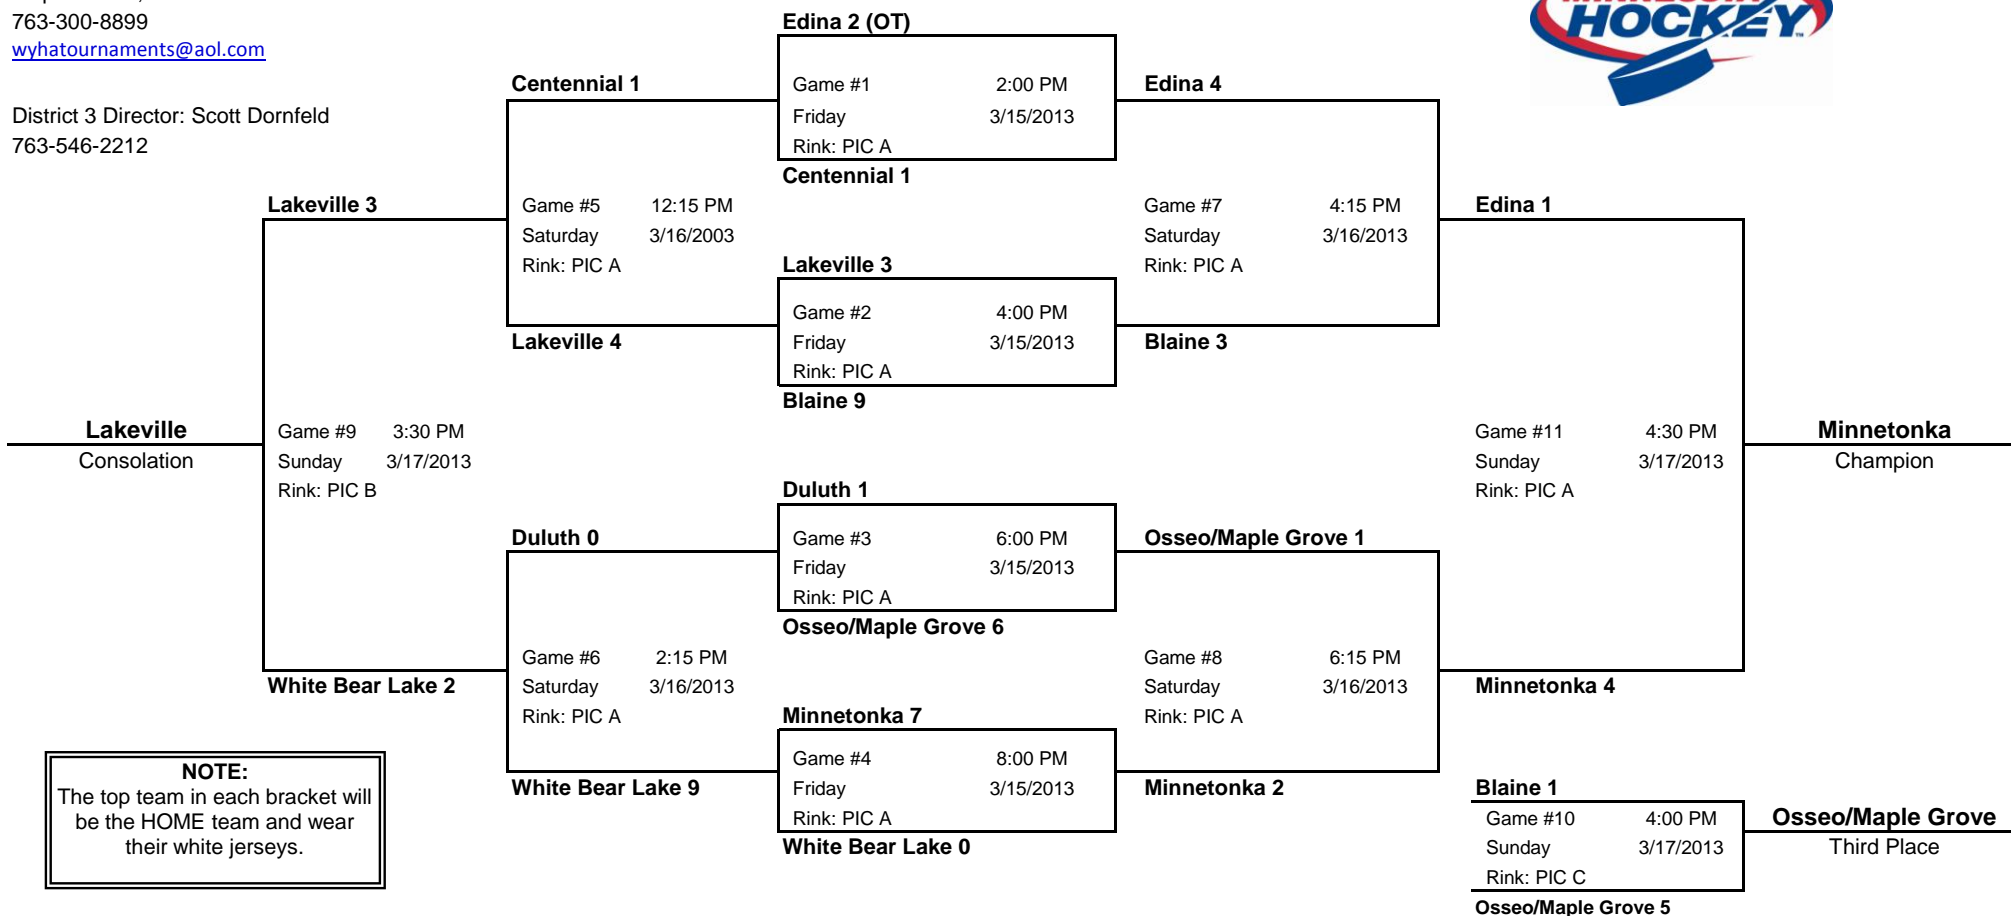 763-300-8899
wyhatournaments@aol.com
District 3 Director: Scott Dornfeld
763-546-2212
HOCKEY
Edina 2 (OT)
Centennial 1
Game #1 2:00 PM
Edina 4
Friday 3/15/2013
Rink: PIC A
Centennial 1
Lakeville 3
Game #5 12:15 PM
Saturday 3/16/2003
Rink: PIC A
Game #7 4:15 PM
Saturday 3/16/2013
Rink: PIC A
Edina 1
Lakeville 3
Game #2 4:00 PM
Friday 3/15/2013
Rink: PIC A
Lakeville 4
Blaine 3
Blaine 9
Lakeville
Consolation
Game #9 3:30 PM
Sunday 3/17/2013
Rink: PIC B
Game #11 4:30 PM
Sunday 3/17/2013
Rink: PIC A
Minnetonka
Champion
Duluth 1
Duluth 0
Game #3 6:00 PM
Friday 3/15/2013
Rink: PIC A
Osseo/Maple Grove 1
Osseo/Maple Grove 6
Game #6 2:15 PM
Saturday 3/16/2013
Rink: PIC A
Game #8 6:15 PM
Saturday 3/16/2013
Rink: PIC A
White Bear Lake 2
Minnetonka 4
Minnetonka 7
Game #4 8:00 PM
Friday 3/15/2013
Rink: PIC A
White Bear Lake 9
Minnetonka 2
White Bear Lake 0
NOTE:
The top team in each bracket will
be the HOME team and wear
their white jerseys.
Blaine 1
Game #10 4:00 PM
Sunday 3/17/2013
Rink: PIC C
Osseo/Maple Grove
Third Place
Osseo/Maple Grove 5